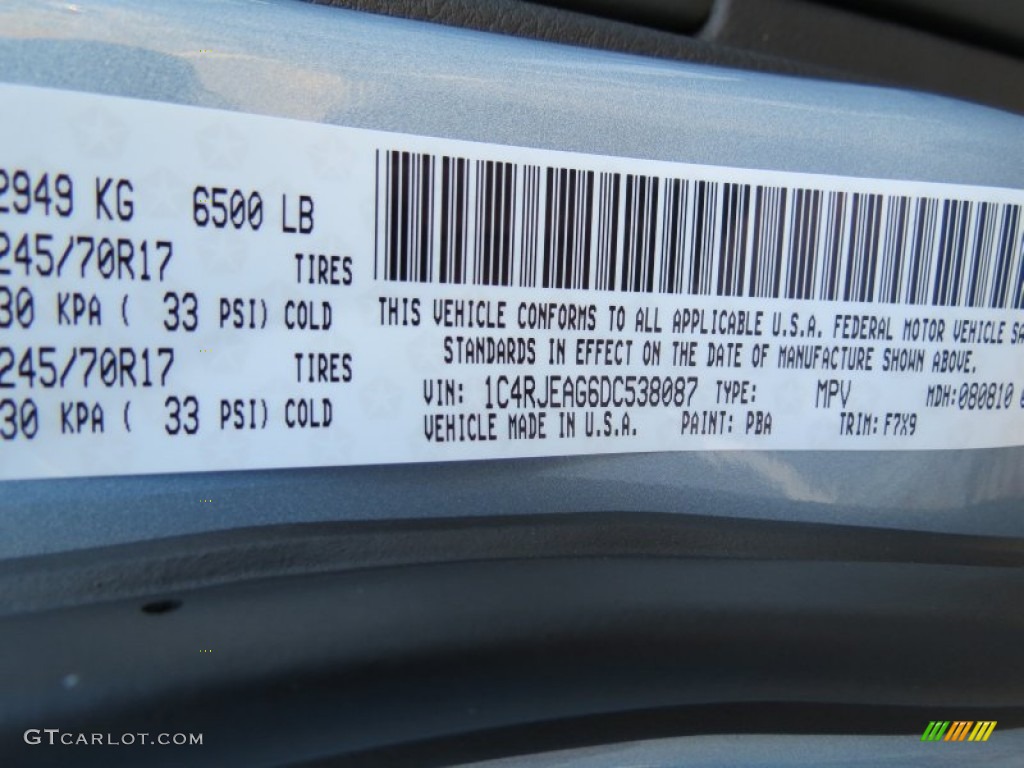 2949 KG 6500 LB
245/70R17 TIRES
30 KPA ( 33 PSI) COLD
245/70R17 TIRES
30 KPA ( 33 PSI) COLD
THIS VEHICLE CONFORMS TO ALL APPLICABLE U.S.A. FEDERAL MOTOR VEHICLE SA
STANDARDS IN EFFECT ON THE DATE OF MANUFACTURE SHOWN ABOVE.
VIN: 1C4RJEAG6DC538087 TYPE: MPV MDH:080810 0
VEHICLE MADE IN U.S.A. PAINT: PBA TRIM: F7X9
GTCARLOT.COM